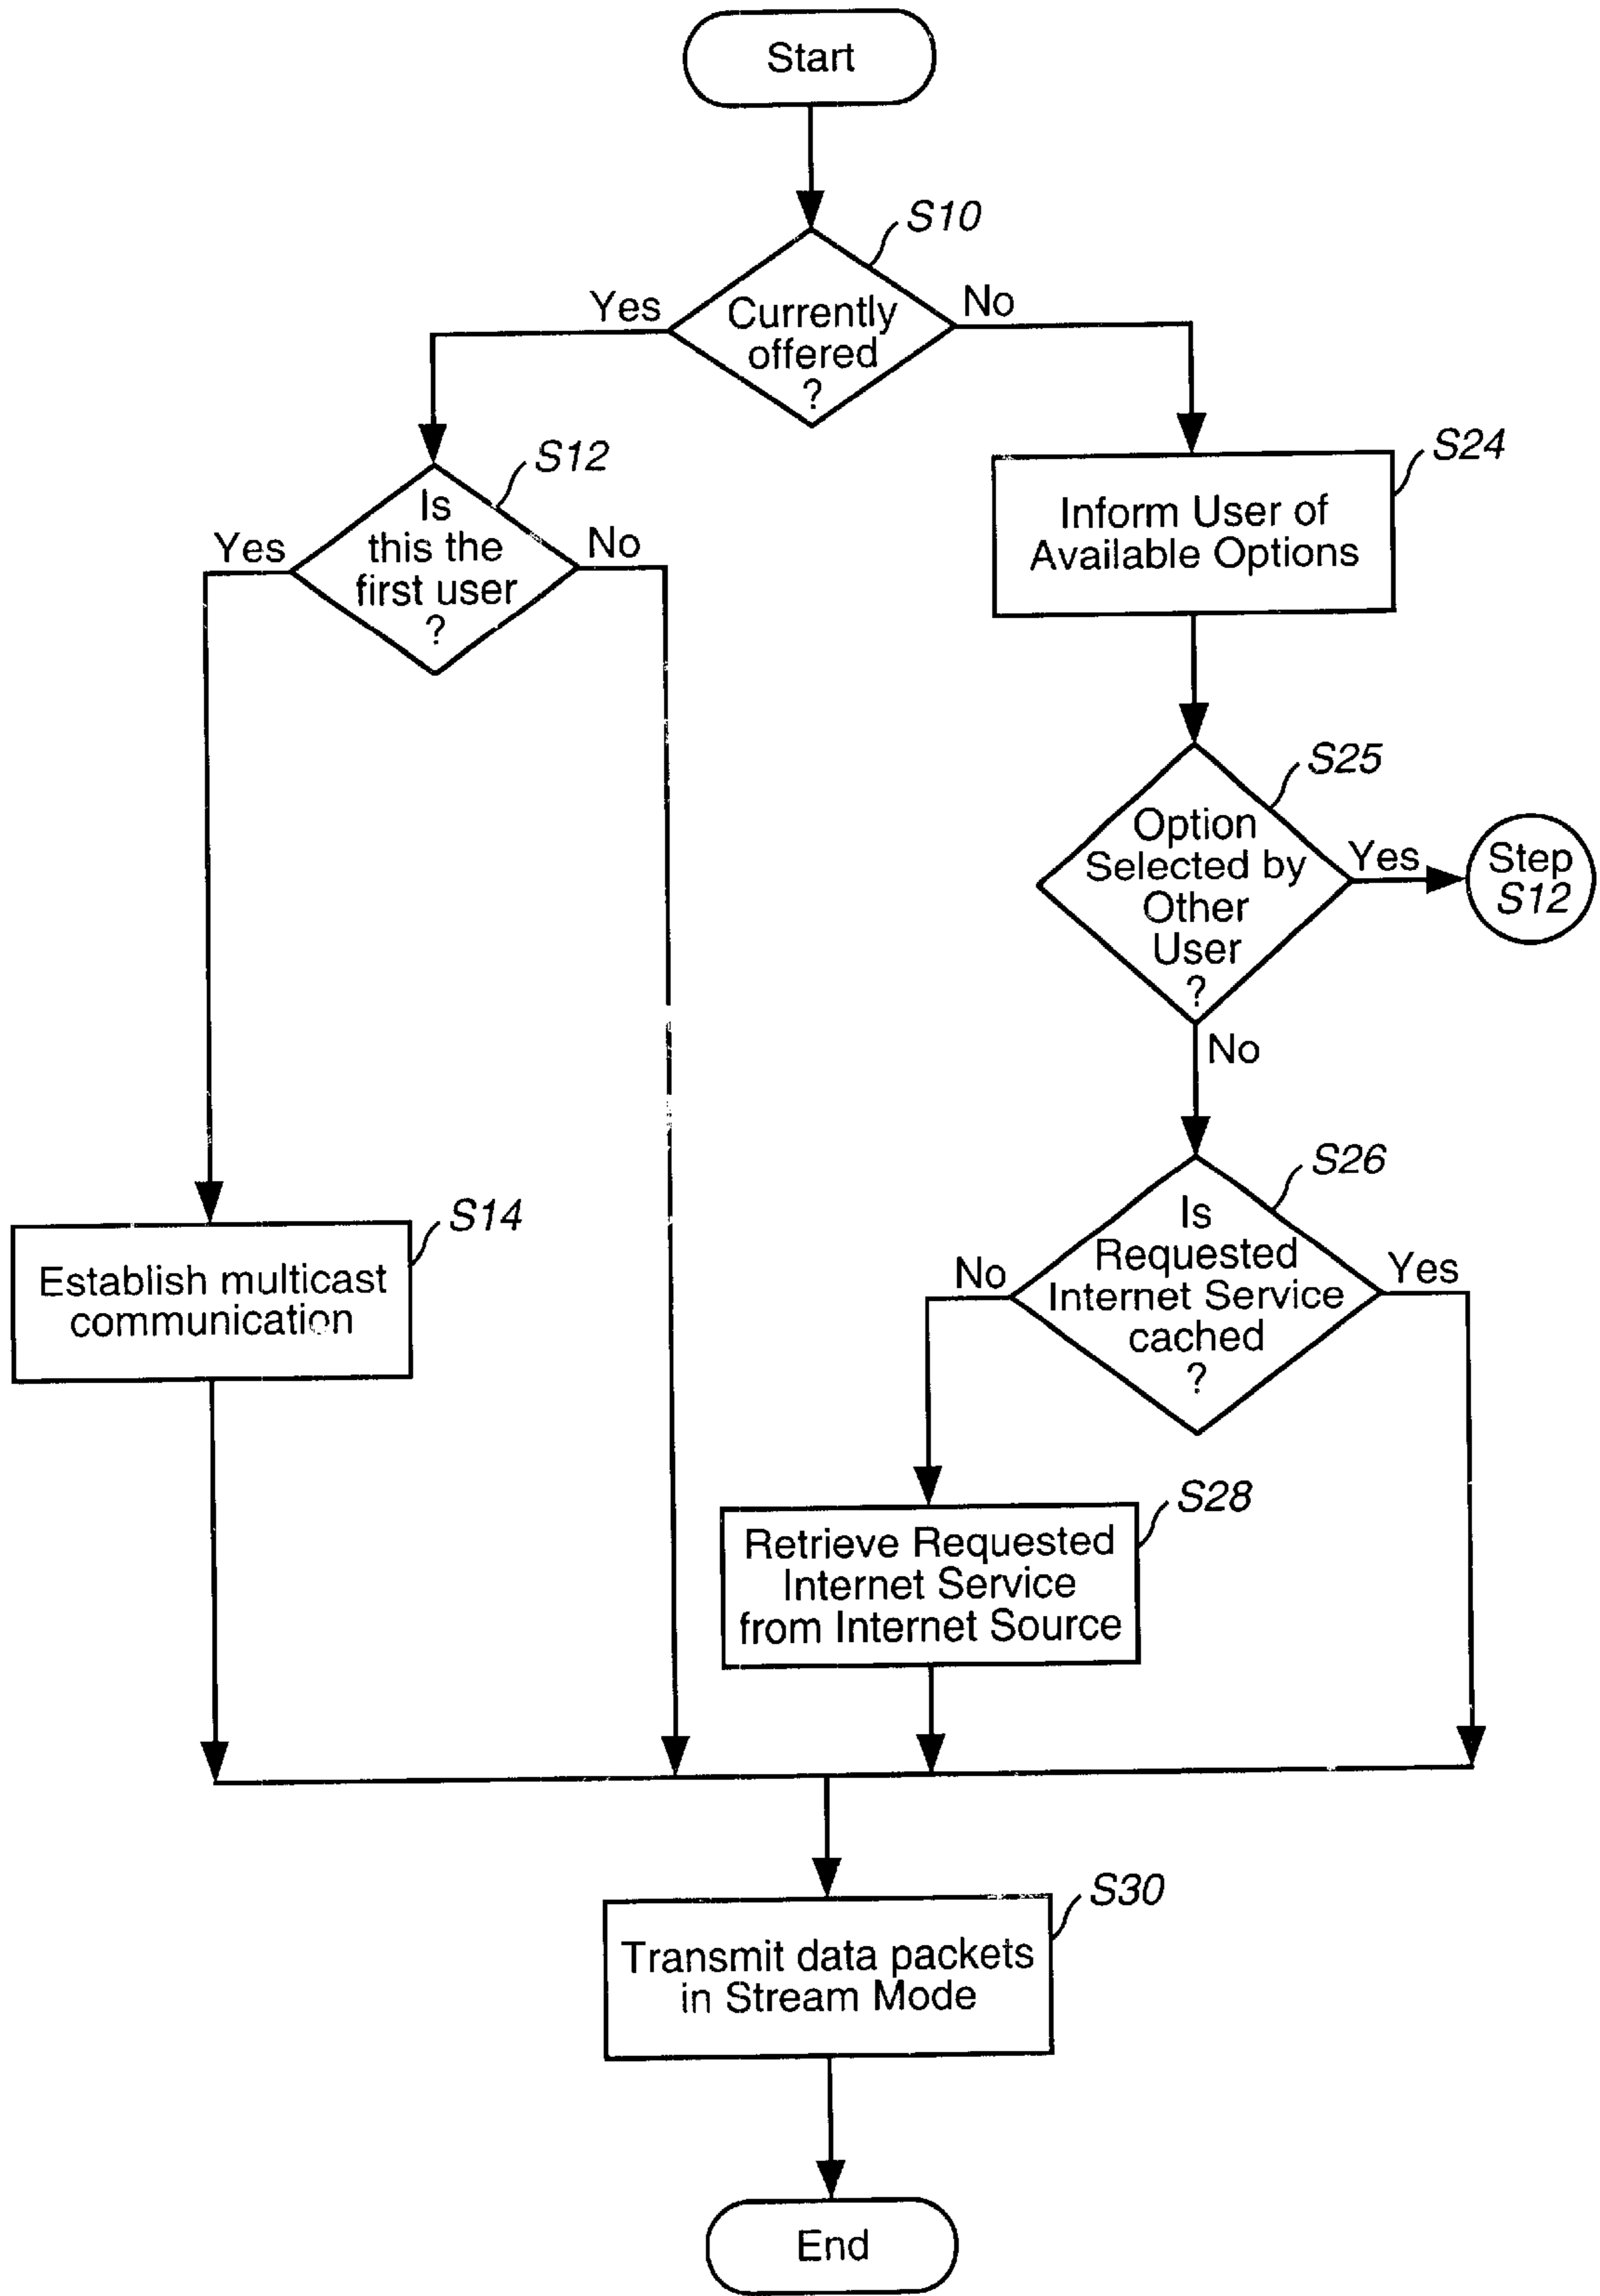 Start
S10
Yes
Currently
offered
?
No
S12
Is
this the
first user
?
Yes
No
S24
Inform User of
Available Options
S25
Option
Selected by
Other
User
?
Yes
Step
S12
No
S26
Is
Requested
Internet Service
cached
?
No
Yes
S14
Establish multicast
communication
S28
Retrieve Requested
Internet Service
from Internet Source
S30
Transmit data packets
in Stream Mode
End